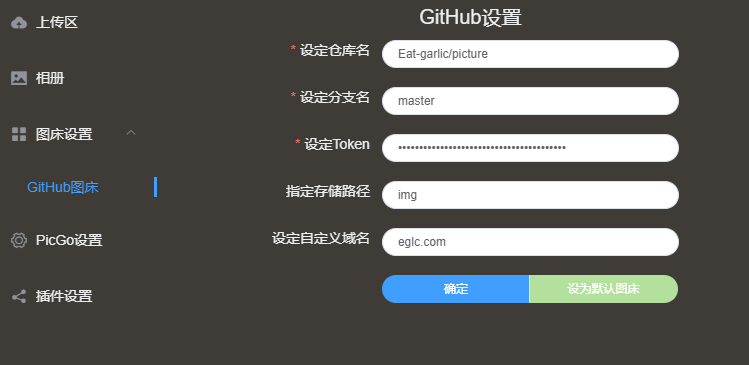 GitHub设置
上传区
相册
图床设置
GitHub图床
PicGo设置
插件设置
* 设定仓库名 Eat-garlic/picture
* 设定分支名 master
* 设定Token ••••••••••••••••••••••••••••••••••••••••
指定存储路径 img
设定自定义域名 eglc.com
确定 设为默认图床